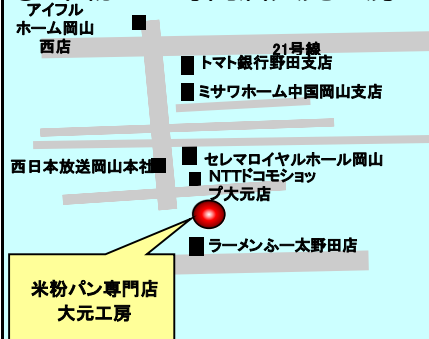 アイフル
ホーム岡山
西店
21号線
トマト銀行野田支店
ミサワホーム中国岡山支店
西日本放送岡山本社
セレマロイヤルホール岡山
NTTドコモショッ
プ大元店
ラーメンふー太野田店
米粉パン専門店
大元工房